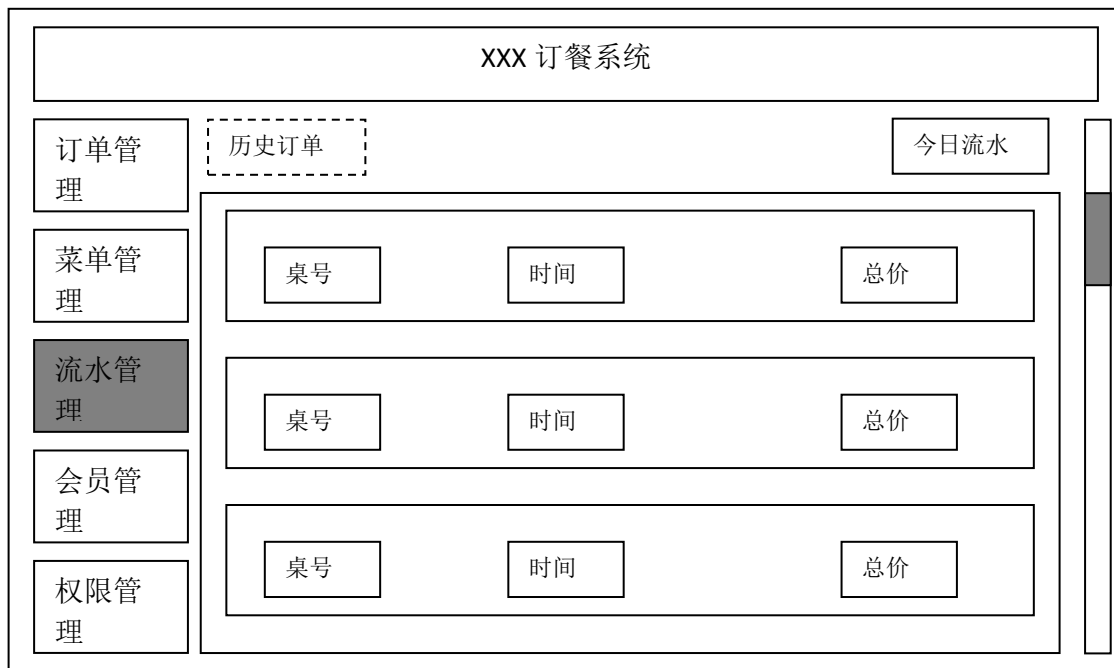 XXX 订餐系统
订单管
理
历史订单
今日流水
菜单管
理
桌号
时间
总价
流水管
理
桌号
时间
总价
会员管
理
桌号
时间
总价
权限管
理